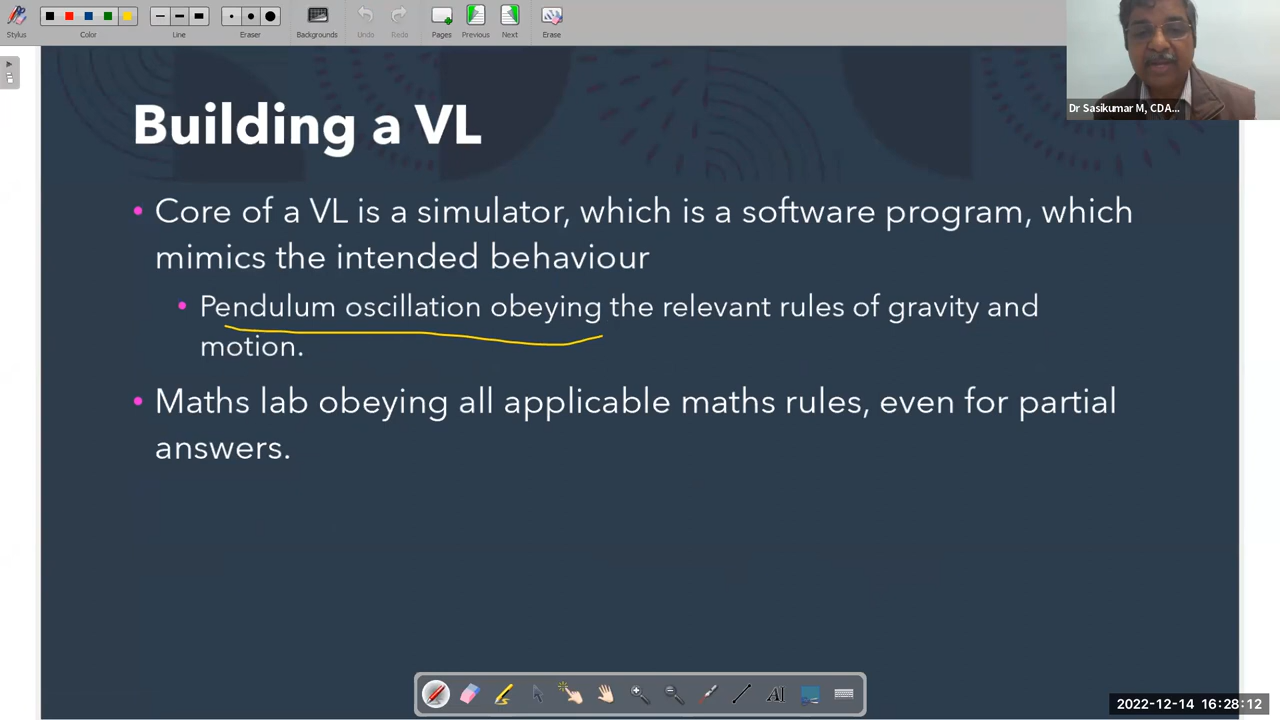 Stylus
Color
Line
Eraser
Backgrounds
Undo
Redo
Pages
Previous
Next
Erase
Dr Sasikumar M, CDA...
Building a VL
• Core of a VL is a simulator, which is a software program, which
mimics the intended behaviour
• Pendulum oscillation obeying the relevant rules of gravity and
motion.
• Maths lab obeying all applicable maths rules, even for partial
answers.
AI
2022-12-14 16:28:12